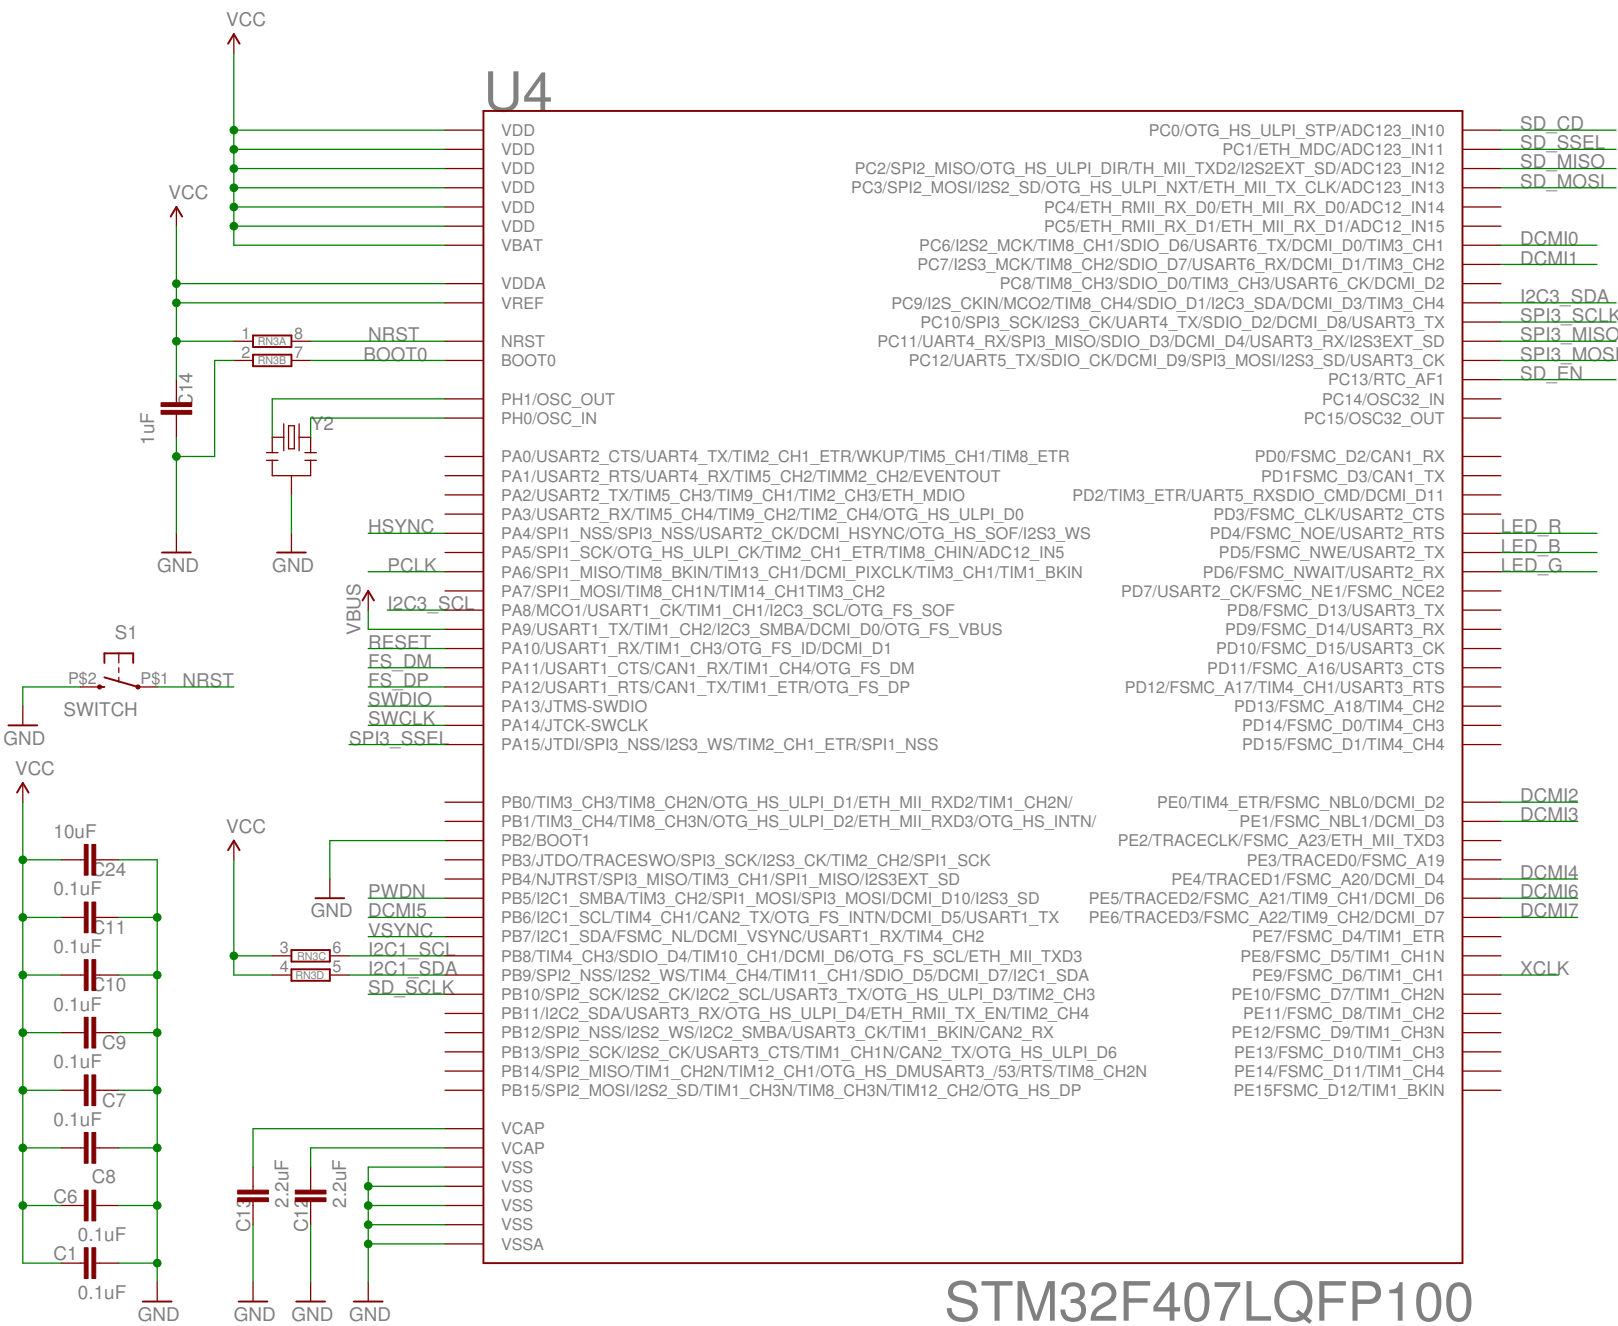 VCC
U4
VDD
VDD
VDD
VDD
VDD
VDD
VBAT
VCC
VDDA
VREF
1 RN3A 8 NRST
NRST
2 RN3B 7 BOOT0
BOOT0
C14
1uF
PH1/OSC_OUT
PH0/OSC_IN
Y2
GND
GND
PA0/USART2_CTS/UART4_TX/TIM2_CH1_ETR/WKUP/TIM5_CH1/TIM8_ETR
PA1/USART2_RTS/UART4_RX/TIM5_CH2/TIMM2_CH2/EVENTOUT
PA2/USART2_TX/TIM5_CH3/TIM9_CH1/TIM2_CH3/ETH_MDIO
PA3/USART2_RX/TIM5_CH4/TIM9_CH2/TIM2_CH4/OTG_HS_ULPI_D0
HSYNC
PA4/SPI1_NSS/SPI3_NSS/USART2_CK/DCMI_HSYNC/OTG_HS_SOF/I2S3_WS
PA5/SPI1_SCK/OTG_HS_ULPI_CK/TIM2_CH1_ETR/TIM8_CHIN/ADC12_IN5
PCLK
PA6/SPI1_MISO/TIM8_BKIN/TIM13_CH1/DCMI_PIXCLK/TIM3_CH1/TIM1_BKIN
PA7/SPI1_MOSI/TIM8_CH1N/TIM14_CH1TIM3_CH2
VBUS
I2C3_SCL
PA8/MCO1/USART1_CK/TIM1_CH1/I2C3_SCL/OTG_FS_SOF
PA9/USART1_TX/TIM1_CH2/I2C3_SMBA/DCMI_D0/OTG_FS_VBUS
RESET
PA10/USART1_RX/TIM1_CH3/OTG_FS_ID/DCMI_D1
FS_DM
PA11/USART1_CTS/CAN1_RX/TIM1_CH4/OTG_FS_DM
FS_DP
PA12/USART1_RTS/CAN1_TX/TIM1_ETR/OTG_FS_DP
SWDIO
PA13/JTMS-SWDIO
SWCLK
PA14/JTCK-SWCLK
SPI3_SSEL
PA15/JTDI/SPI3_NSS/I2S3_WS/TIM2_CH1_ETR/SPI1_NSS
S1
P$2 P$1 NRST
SWITCH
GND
VCC
10uF
C24
0.1uF
C11
0.1uF
C10
0.1uF
C9
0.1uF
C7
0.1uF
C8
C6
0.1uF
C1
0.1uF
GND
PB0/TIM3_CH3/TIM8_CH2N/OTG_HS_ULPI_D1/ETH_MII_RXD2/TIM1_CH2N/
PB1/TIM3_CH4/TIM8_CH3N/OTG_HS_ULPI_D2/ETH_MII_RXD3/OTG_HS_INTN/
PB2/BOOT1
VCC
GND
PB3/JTDO/TRACESWO/SPI3_SCK/I2S3_CK/TIM2_CH2/SPI1_SCK
PB4/NJTRST/SPI3_MISO/TIM3_CH1/SPI1_MISO/I2S3EXT_SD
PWDN
PB5/I2C1_SMBA/TIM3_CH2/SPI1_MOSI/SPI3_MOSI/DCMI_D10/I2S3_SD
DCMI5
PB6/I2C1_SCL/TIM4_CH1/CAN2_TX/OTG_FS_INTN/DCMI_D5/USART1_TX
VSYNC
PB7/I2C1_SDA/FSMC_NL/DCMI_VSYNC/USART1_RX/TIM4_CH2
3 RN3C 6 I2C1_SCL
PB8/TIM4_CH3/SDIO_D4/TIM10_CH1/DCMI_D6/OTG_FS_SCL/ETH_MII_TXD3
4 RN3D 5 I2C1_SDA
PB9/SPI2_NSS/I2S2_WS/TIM4_CH4/TIM11_CH1/SDIO_D5/DCMI_D7/I2C1_SDA
SD_SCLK
PB10/SPI2_SCK/I2S2_CK/I2C2_SCL/USART3_TX/OTG_HS_ULPI_D3/TIM2_CH3
PB11/I2C2_SDA/USART3_RX/OTG_HS_ULPI_D4/ETH_RMII_TX_EN/TIM2_CH4
PB12/SPI2_NSS/I2S2_WS/I2C2_SMBA/USART3_CK/TIM1_BKIN/CAN2_RX
PB13/SPI2_SCK/I2S2_CK/USART3_CTS/TIM1_CH1N/CAN2_TX/OTG_HS_ULPI_D6
PB14/SPI2_MISO/TIM1_CH2N/TIM12_CH1/OTG_HS_DMUSART3_/53/RTS/TIM8_CH2N
PB15/SPI2_MOSI/I2S2_SD/TIM1_CH3N/TIM8_CH3N/TIM12_CH2/OTG_HS_DP
VCAP
VCAP
VSS
VSS
VSS
VSS
VSSA
C13
2.2uF
C12
2.2uF
GND
GND
GND
PC0/OTG_HS_ULPI_STP/ADC123_IN10 SD_CD
PC1/ETH_MDC/ADC123_IN11 SD_SSEL
PC2/SPI2_MISO/OTG_HS_ULPI_DIR/TH_MII_TXD2/I2S2EXT_SD/ADC123_IN12 SD_MISO
PC3/SPI2_MOSI/I2S2_SD/OTG_HS_ULPI_NXT/ETH_MII_TX_CLK/ADC123_IN13 SD_MOSI
PC4/ETH_RMII_RX_D0/ETH_MII_RX_D0/ADC12_IN14
PC5/ETH_RMII_RX_D1/ETH_MII_RX_D1/ADC12_IN15
PC6/I2S2_MCK/TIM8_CH1/SDIO_D6/USART6_TX/DCMI_D0/TIM3_CH1 DCMI0
PC7/I2S3_MCK/TIM8_CH2/SDIO_D7/USART6_RX/DCMI_D1/TIM3_CH2 DCMI1
PC8/TIM8_CH3/SDIO_D0/TIM3_CH3/USART6_CK/DCMI_D2
PC9/I2S_CKIN/MCO2/TIM8_CH4/SDIO_D1/I2C3_SDA/DCMI_D3/TIM3_CH4 I2C3_SDA
PC10/SPI3_SCK/I2S3_CK/UART4_TX/SDIO_D2/DCMI_D8/USART3_TX SPI3_SCLK
PC11/UART4_RX/SPI3_MISO/SDIO_D3/DCMI_D4/USART3_RX/I2S3EXT_SD SPI3_MISO
PC12/UART5_TX/SDIO_CK/DCMI_D9/SPI3_MOSI/I2S3_SD/USART3_CK SPI3_MOSI
PC13/RTC_AF1 SD_EN
PC14/OSC32_IN
PC15/OSC32_OUT
PD0/FSMC_D2/CAN1_RX
PD1FSMC_D3/CAN1_TX
PD2/TIM3_ETR/UART5_RXSDIO_CMD/DCMI_D11
PD3/FSMC_CLK/USART2_CTS
PD4/FSMC_NOE/USART2_RTS LED_R
PD5/FSMC_NWE/USART2_TX LED_B
PD6/FSMC_NWAIT/USART2_RX LED_G
PD7/USART2_CK/FSMC_NE1/FSMC_NCE2
PD8/FSMC_D13/USART3_TX
PD9/FSMC_D14/USART3_RX
PD10/FSMC_D15/USART3_CK
PD11/FSMC_A16/USART3_CTS
PD12/FSMC_A17/TIM4_CH1/USART3_RTS
PD13/FSMC_A18/TIM4_CH2
PD14/FSMC_D0/TIM4_CH3
PD15/FSMC_D1/TIM4_CH4
PE0/TIM4_ETR/FSMC_NBL0/DCMI_D2 DCMI2
PE1/FSMC_NBL1/DCMI_D3 DCMI3
PE2/TRACECLK/FSMC_A23/ETH_MII_TXD3
PE3/TRACED0/FSMC_A19
PE4/TRACED1/FSMC_A20/DCMI_D4 DCMI4
PE5/TRACED2/FSMC_A21/TIM9_CH1/DCMI_D6 DCMI6
PE6/TRACED3/FSMC_A22/TIM9_CH2/DCMI_D7 DCMI7
PE7/FSMC_D4/TIM1_ETR
PE8/FSMC_D5/TIM1_CH1N
PE9/FSMC_D6/TIM1_CH1 XCLK
PE10/FSMC_D7/TIM1_CH2N
PE11/FSMC_D8/TIM1_CH2
PE12/FSMC_D9/TIM1_CH3N
PE13/FSMC_D10/TIM1_CH3
PE14/FSMC_D11/TIM1_CH4
PE15FSMC_D12/TIM1_BKIN
STM32F407LQFP100